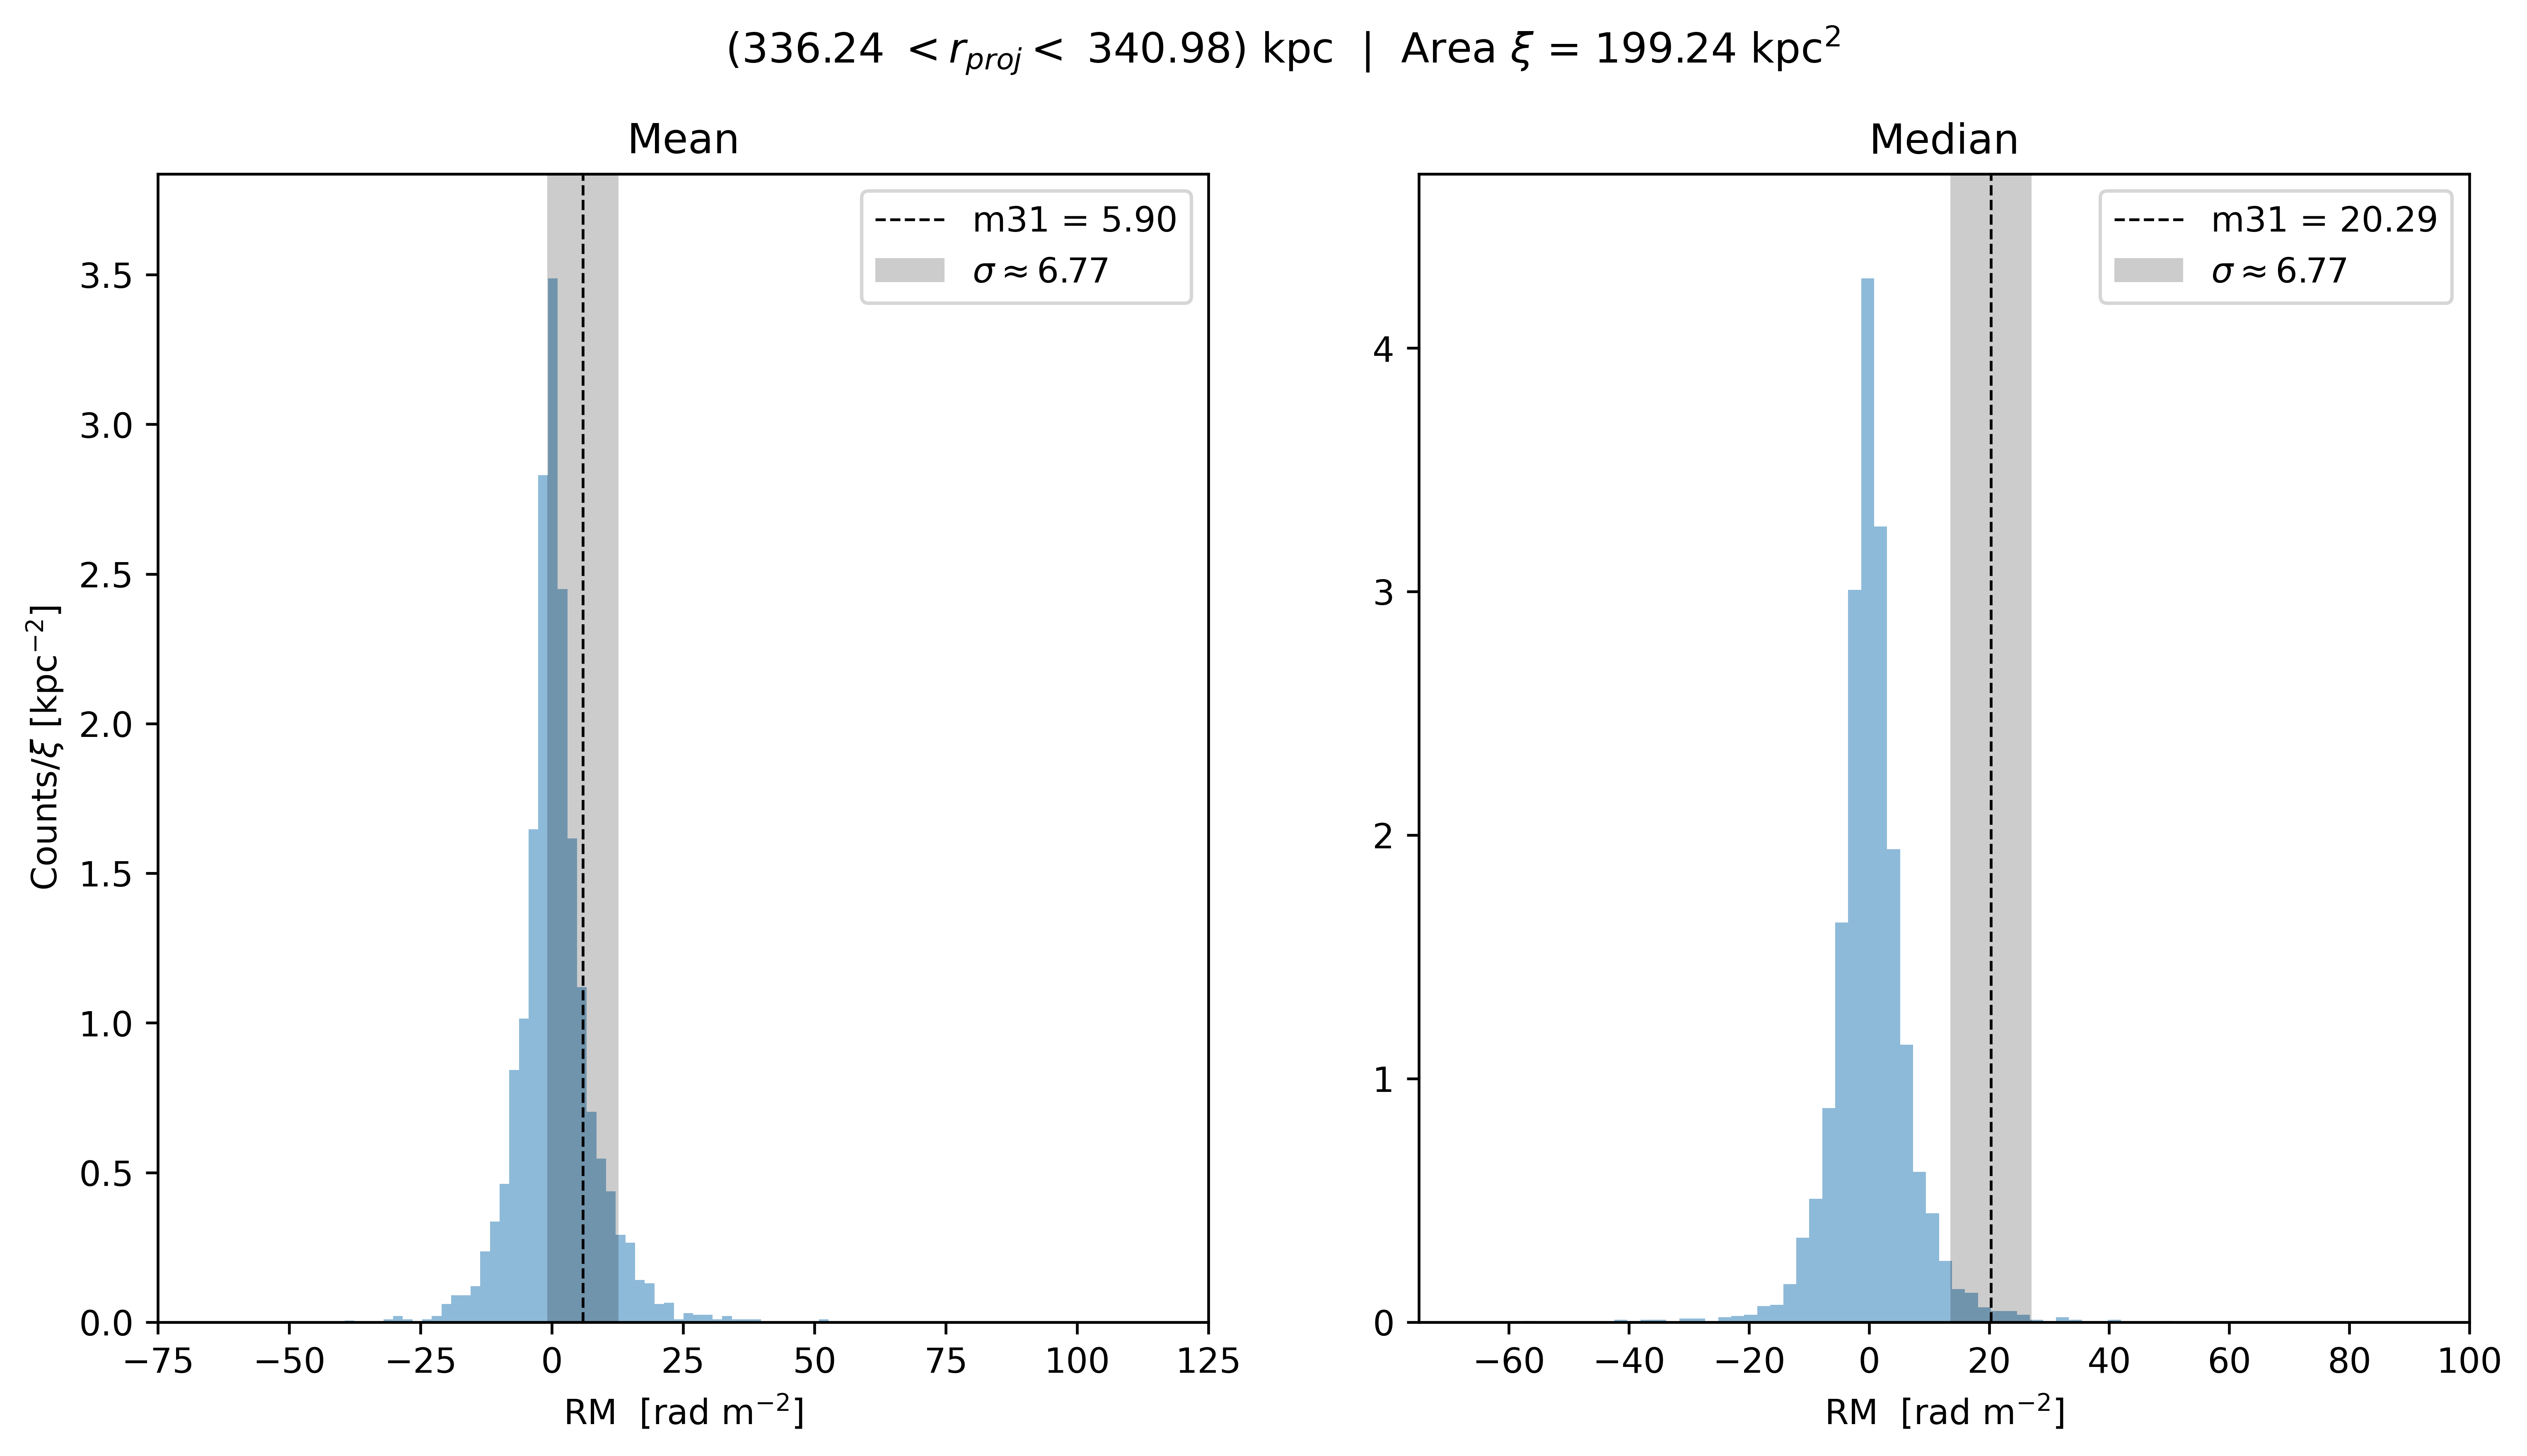 (336.24 < r_proj < 340.98) kpc | Area ξ = 199.24 kpc²
Mean
m31 = 5.90
σ ≈ 6.77
Counts/ξ [kpc⁻²]
3.5
3.0
2.5
2.0
1.5
1.0
0.5
0.0
−75 −50 −25 0 25 50 75 100 125
RM [rad m⁻²]
Median
m31 = 20.29
σ ≈ 6.77
4
3
2
1
0
−60 −40 −20 0 20 40 60 80 100
RM [rad m⁻²]